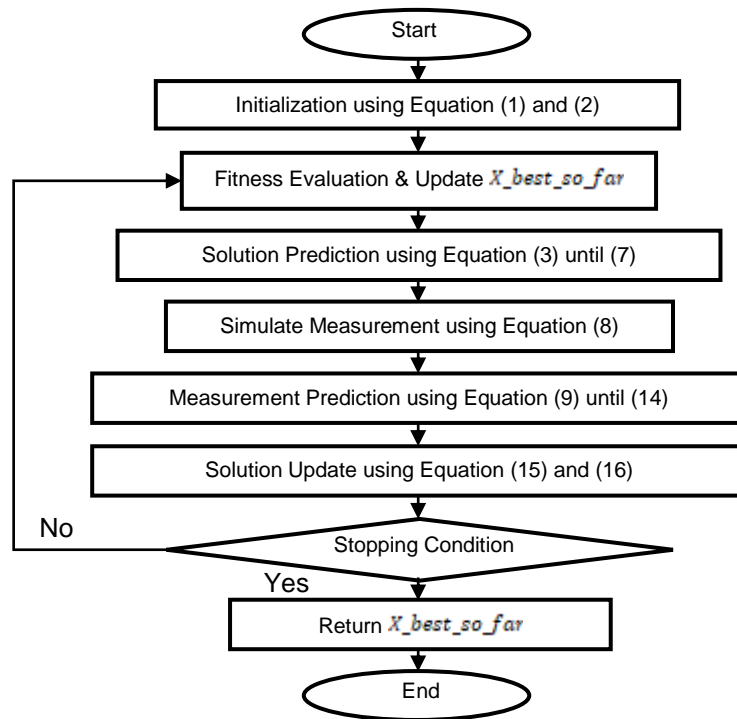 Start
Initialization using Equation (1) and (2)
Fitness Evaluation & Update X_best_so_far
Solution Prediction using Equation (3) until (7)
Simulate Measurement using Equation (8)
Measurement Prediction using Equation (9) until (14)
Solution Update using Equation (15) and (16)
No
Stopping Condition
Yes
Return X_best_so_far
End